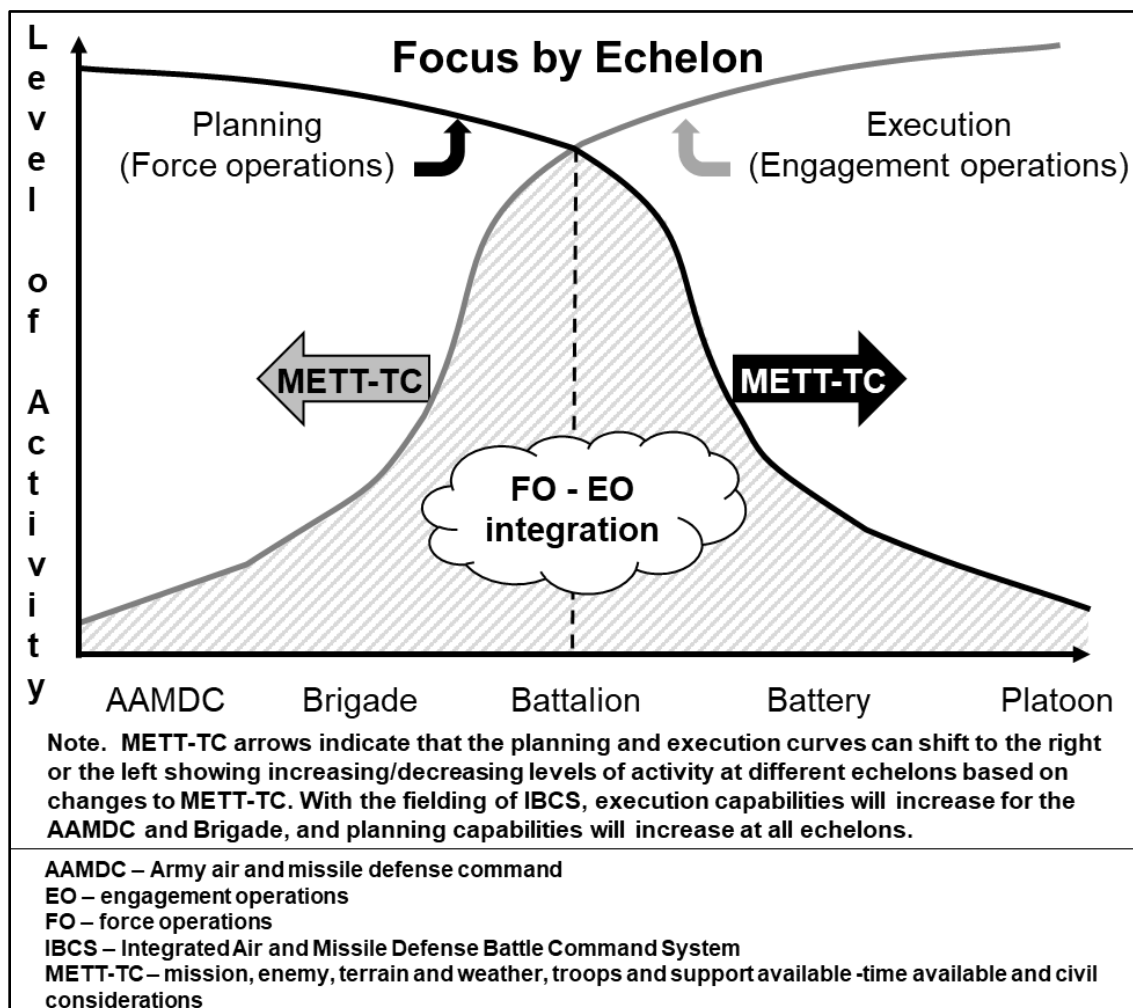 Level of Activity
Focus by Echelon
Planning
(Force operations)
Execution
(Engagement operations)
METT-TC
METT-TC
FO - EO
integration
AAMDC Brigade Battalion Battery Platoon
Note. METT-TC arrows indicate that the planning and execution curves can shift to the right
or the left showing increasing/decreasing levels of activity at different echelons based on
changes to METT-TC. With the fielding of IBCS, execution capabilities will increase for the
AAMDC and Brigade, and planning capabilities will increase at all echelons.
AAMDC – Army air and missile defense command
EO – engagement operations
FO – force operations
IBCS – Integrated Air and Missile Defense Battle Command System
METT-TC – mission, enemy, terrain and weather, troops and support available -time available and civil
considerations